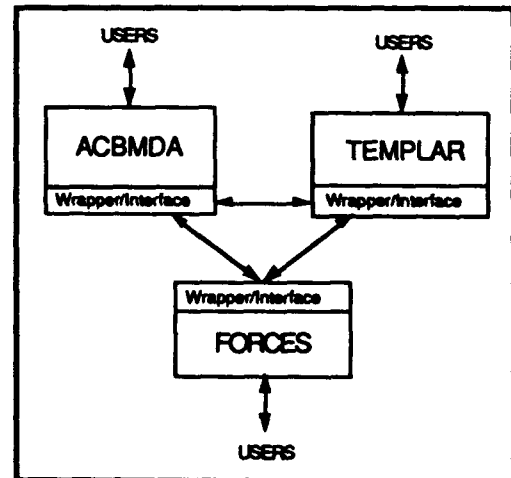 USERS
USERS
ACBMDA
TEMPLAR
Wrapper/Interface
Wrapper/Interface
Wrapper/Interface
FORCES
USERS